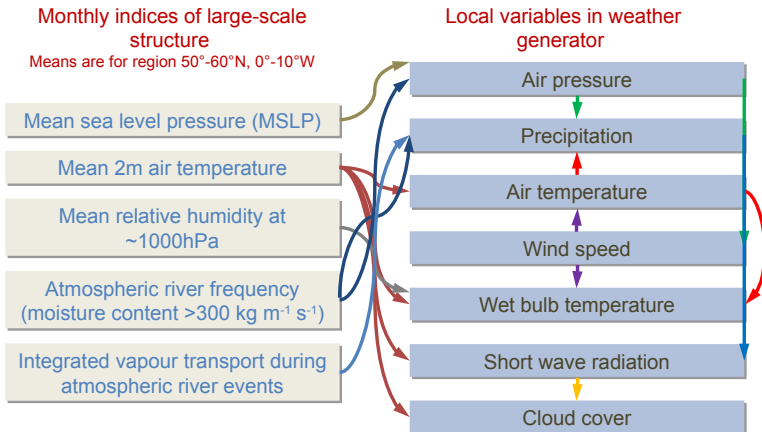 Monthly indices of large-scale
structure
Means are for region 50°-60°N, 0°-10°W
Mean sea level pressure (MSLP)
Mean 2m air temperature
Mean relative humidity at
~1000hPa
Atmospheric river frequency
(moisture content >300 kg m⁻¹ s⁻¹)
Integrated vapour transport during
atmospheric river events
Local variables in weather
generator
Air pressure
Precipitation
Air temperature
Wind speed
Wet bulb temperature
Short wave radiation
Cloud cover